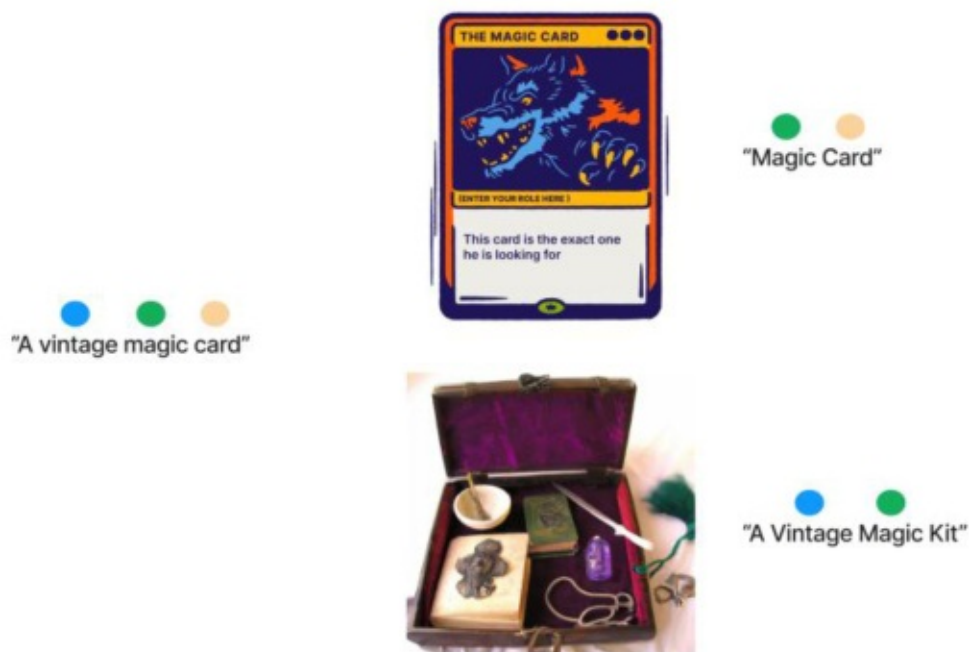 THE MAGIC CARD
"Magic Card"
(ENTER YOUR ROLE HERE )
This card is the exact one
he is looking for
"A vintage magic card"
"A Vintage Magic Kit"